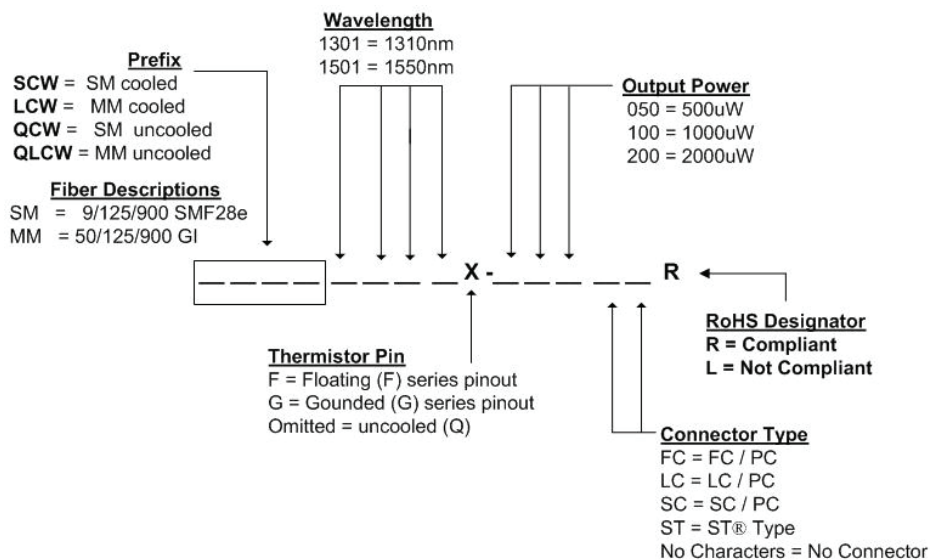 Wavelength
1301 = 1310nm
1501 = 1550nm
Prefix
SCW = SM cooled
LCW = MM cooled
QCW = SM uncooled
QLCW = MM uncooled
Output Power
050 = 500uW
100 = 1000uW
200 = 2000uW
Fiber Descriptions
SM = 9/125/900 SMF28e
MM = 50/125/900 GI
_ _ _ _ _ _ _ _ X - _ _ _ _ _ R
RoHS Designator
R = Compliant
L = Not Compliant
Thermistor Pin
F = Floating (F) series pinout
G = Gounded (G) series pinout
Omitted = uncooled (Q)
Connector Type
FC = FC / PC
LC = LC / PC
SC = SC / PC
ST = ST® Type
No Characters = No Connector